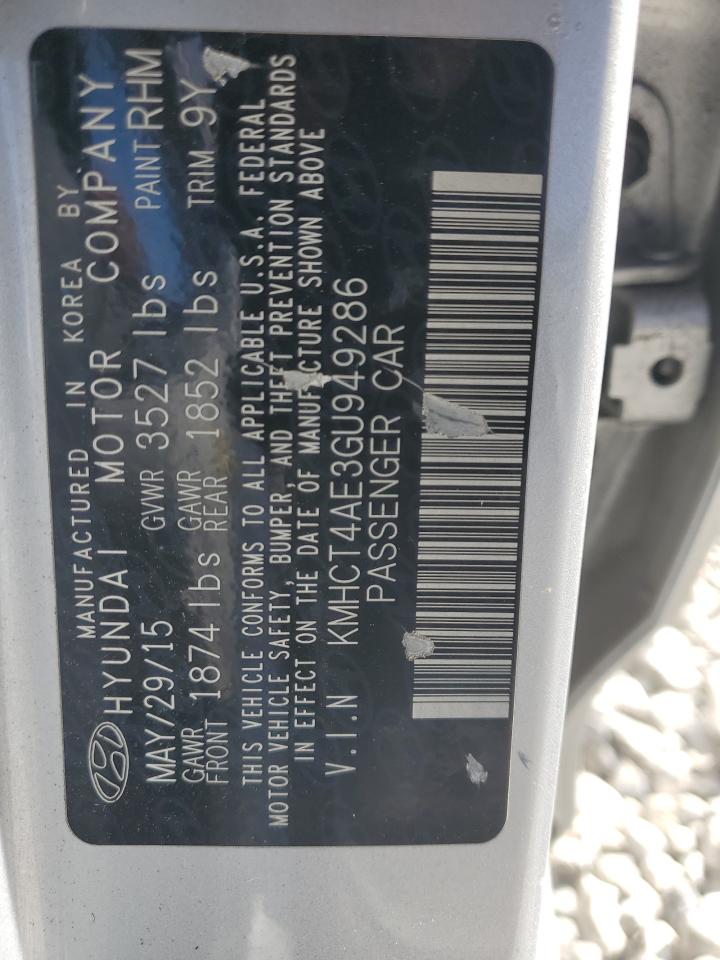 MANUFACTURED IN KOREA BY
HYUNDAI MOTOR COMPANY
MAY/29/15 GVWR 3527 lbs PAINT RHM
GAWR FRONT 1874 lbs GAWR REAR 1852 lbs TRIM 9Y
THIS VEHICLE CONFORMS TO ALL APPLICABLE U.S.A. FEDERAL
MOTOR VEHICLE SAFETY, BUMPER, AND THEFT PREVENTION STANDARDS
IN EFFECT ON THE DATE OF MANUFACTURE SHOWN ABOVE
V.I.N KMHCT4AE3GU949286
PASSENGER CAR